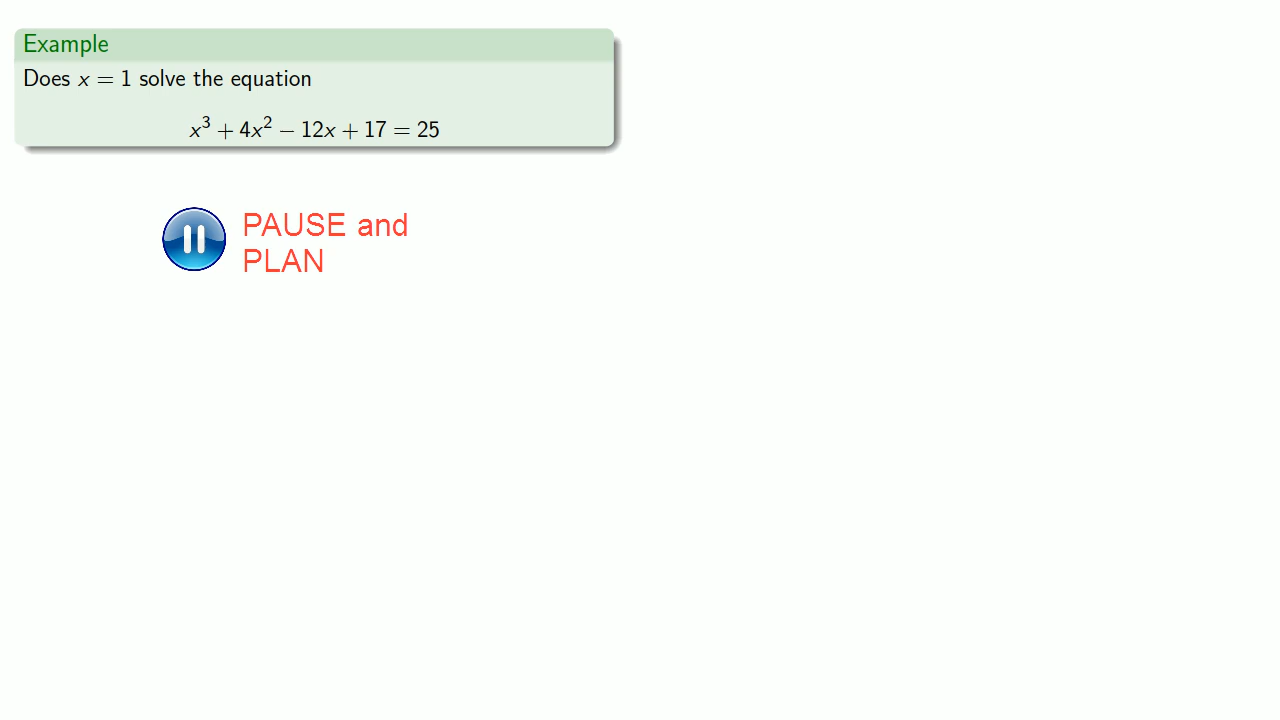 Example
Does x = 1 solve the equation
x³ + 4x² − 12x + 17 = 25
PAUSE and
PLAN